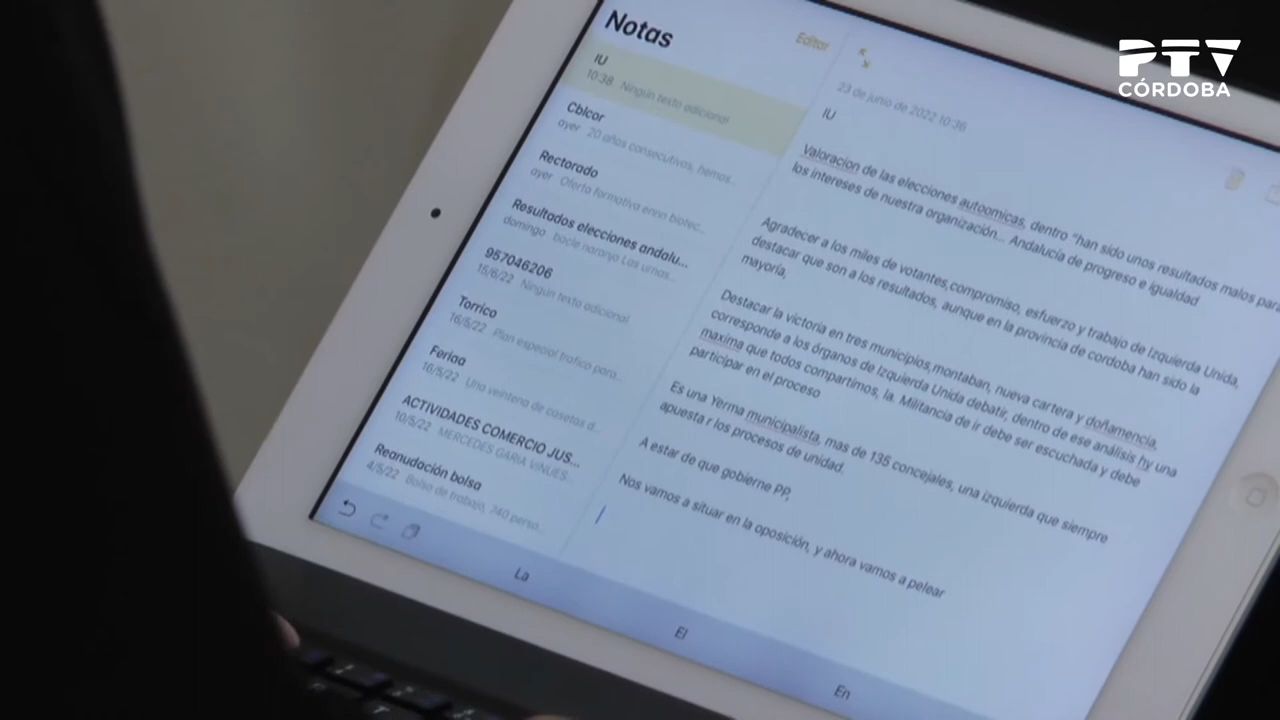 PTV
CÓRDOBA
Notas
Editar
IU
10:38 Ningún texto adicional
Cblcor
ayer 20 años consecutivos, hemos...
Rectorado
ayer Oferta formativa enrn biotec...
Resultados elecciones andalu...
domingo bacle naranjo Las urnas...
957046206
15/6/22 Ningún texto adicional
Torrico
16/5/22 Plan especial trafico para...
Feriaa
16/5/22 Una veintena de casetas d...
ACTIVIDADES COMERCIO JUS...
10/5/22 MERCEDES GARIA VINUES...
Reanudación bolsa
4/5/22 Bolsa de trabajo, 240 perso...
23 de junio de 2022 10:36
IU
Valoracion de las elecciones autoomicas, dentro "han sido unos resultados malos para
los intereses de nuestra organización... Andalucía de progreso e igualdad
Agradecer a los miles de votantes,compromiso, esfuerzo y trabajo de Izquierda Unida,
destacar que son a los resultados, aunque en la provincia de cordoba han sido la
mayoría,
Destacar la victoria en tres municipios,montaban, nueva cartera y doñamencia,
corresponde a los órganos de Izquierda Unida debatir, dentro de ese análisis hy una
maxima que todos compartimos, la. Militancia de ir debe ser escuchada y debe
participar en el proceso
Es una Yerma municipalista, mas de 135 concejales, una izquierda que siempre
apuesta r los procesos de unidad.
A estar de que gobierne PP,
Nos vamos a situar en la oposición, y ahora vamos a pelear
La
El
En